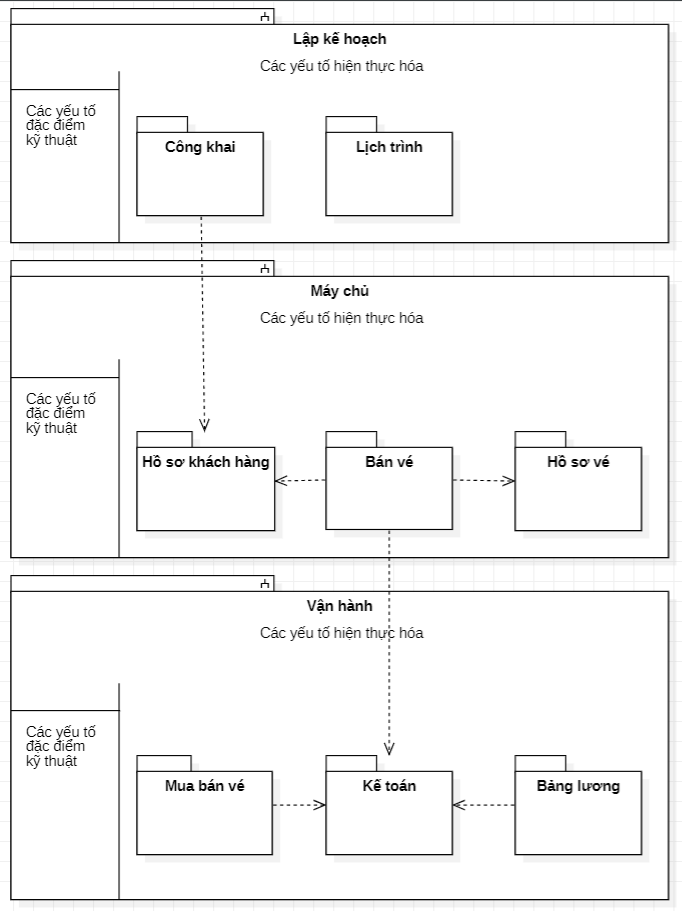 Lập kế hoạch
Các yếu tố hiện thực hóa
Các yếu tố
đặc điểm
kỹ thuật
Công khai
Lịch trình
Máy chủ
Các yếu tố hiện thực hóa
Các yếu tố
đặc điểm
kỹ thuật
Hồ sơ khách hàng
Bán vé
Hồ sơ vé
Vận hành
Các yếu tố hiện thực hóa
Các yếu tố
đặc điểm
kỹ thuật
Mua bán vé
Kế toán
Bảng lương